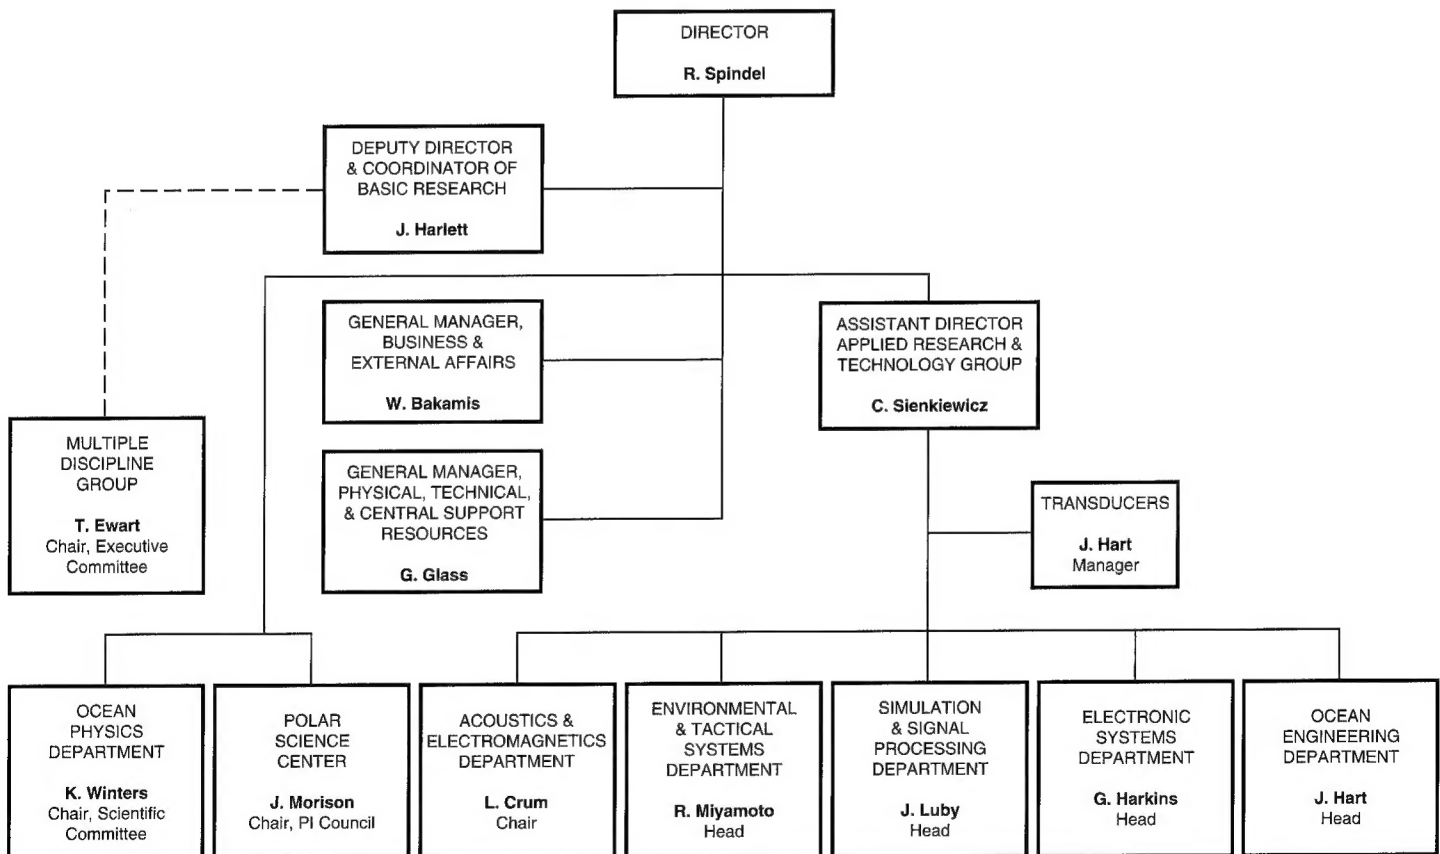 DIRECTOR
R. Spindel
DEPUTY DIRECTOR
& COORDINATOR OF
BASIC RESEARCH
J. Harlett
GENERAL MANAGER,
BUSINESS &
EXTERNAL AFFAIRS
W. Bakamis
ASSISTANT DIRECTOR
APPLIED RESEARCH &
TECHNOLOGY GROUP
C. Sienkiewicz
MULTIPLE
DISCIPLINE
GROUP
T. Ewart
Chair, Executive
Committee
GENERAL MANAGER,
PHYSICAL, TECHNICAL,
& CENTRAL SUPPORT
RESOURCES
G. Glass
TRANSDUCERS
J. Hart
Manager
OCEAN
PHYSICS
DEPARTMENT
K. Winters
Chair, Scientific
Committee
POLAR
SCIENCE
CENTER
J. Morison
Chair, PI Council
ACOUSTICS &
ELECTROMAGNETICS
DEPARTMENT
L. Crum
Chair
ENVIRONMENTAL
& TACTICAL
SYSTEMS
DEPARTMENT
R. Miyamoto
Head
SIMULATION
& SIGNAL
PROCESSING
DEPARTMENT
J. Luby
Head
ELECTRONIC
SYSTEMS
DEPARTMENT
G. Harkins
Head
OCEAN
ENGINEERING
DEPARTMENT
J. Hart
Head